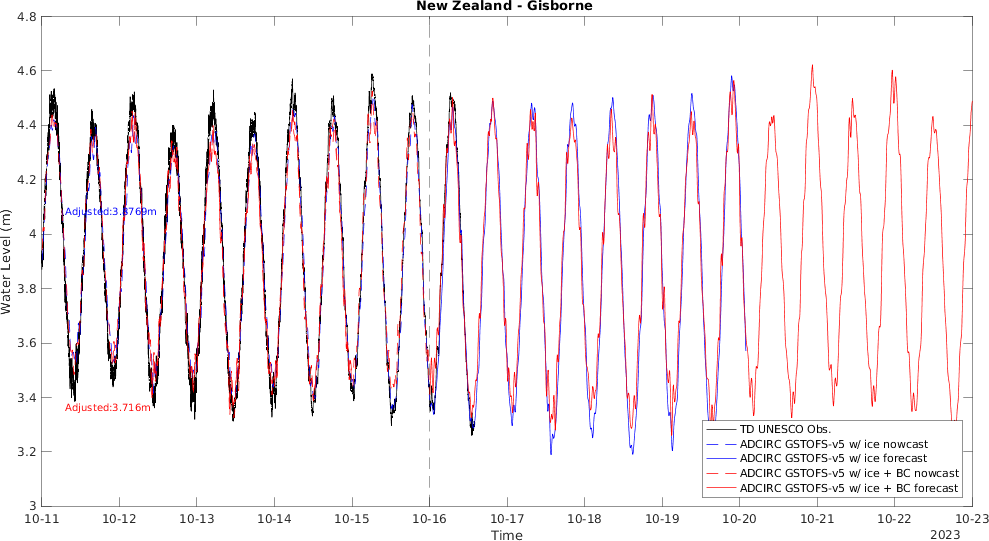 New Zealand - Gisborne
4.8
4.6
4.4
4.2
4
3.8
3.6
3.4
3.2
3
Water Level (m)
Adjusted:3.8769m
Adjusted:3.716m
TD UNESCO Obs.
ADCIRC GSTOFS-v5 w/ ice nowcast
ADCIRC GSTOFS-v5 w/ ice forecast
ADCIRC GSTOFS-v5 w/ ice + BC nowcast
ADCIRC GSTOFS-v5 w/ ice + BC forecast
10-11 10-12 10-13 10-14 10-15 10-16 10-17 10-18 10-19 10-20 10-21 10-22 10-23
Time
2023